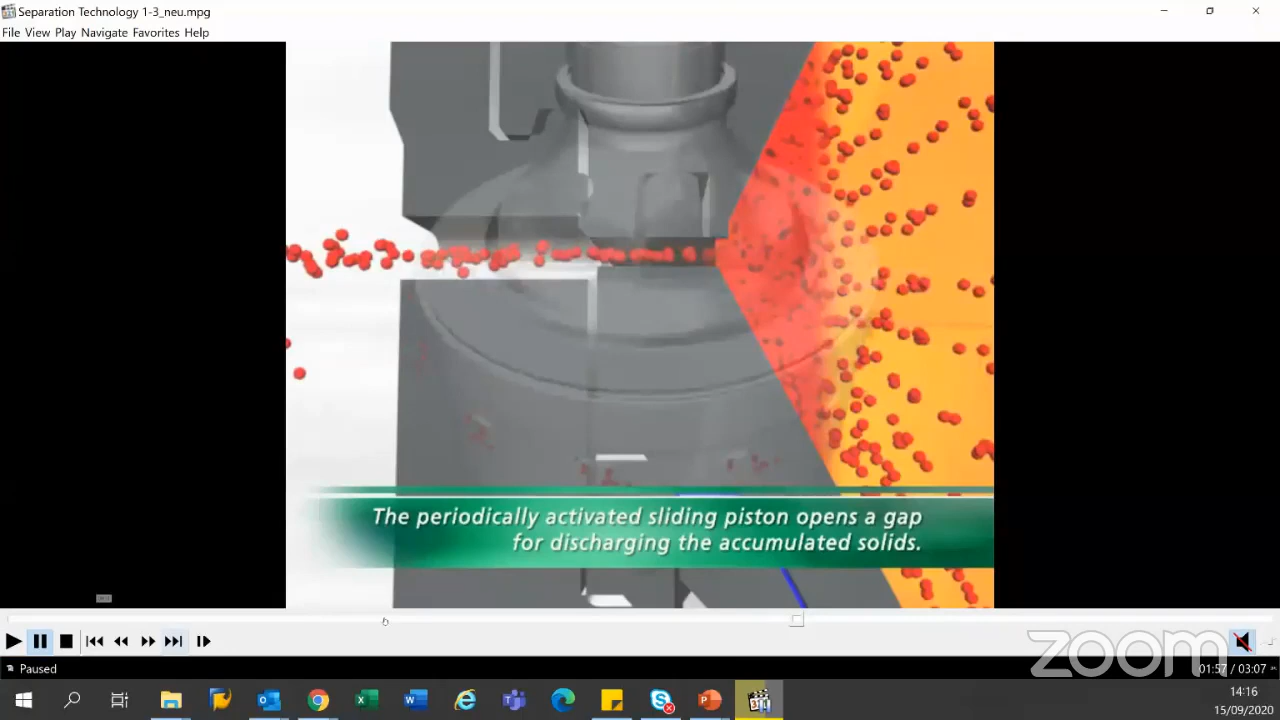 Separation Technology 1-3_neu.mpg
File View Play Navigate Favorites Help
The periodically activated sliding piston opens a gap
for discharging the accumulated solids.
zoom
Paused
01:57 / 03:07
14:16
15/09/2020